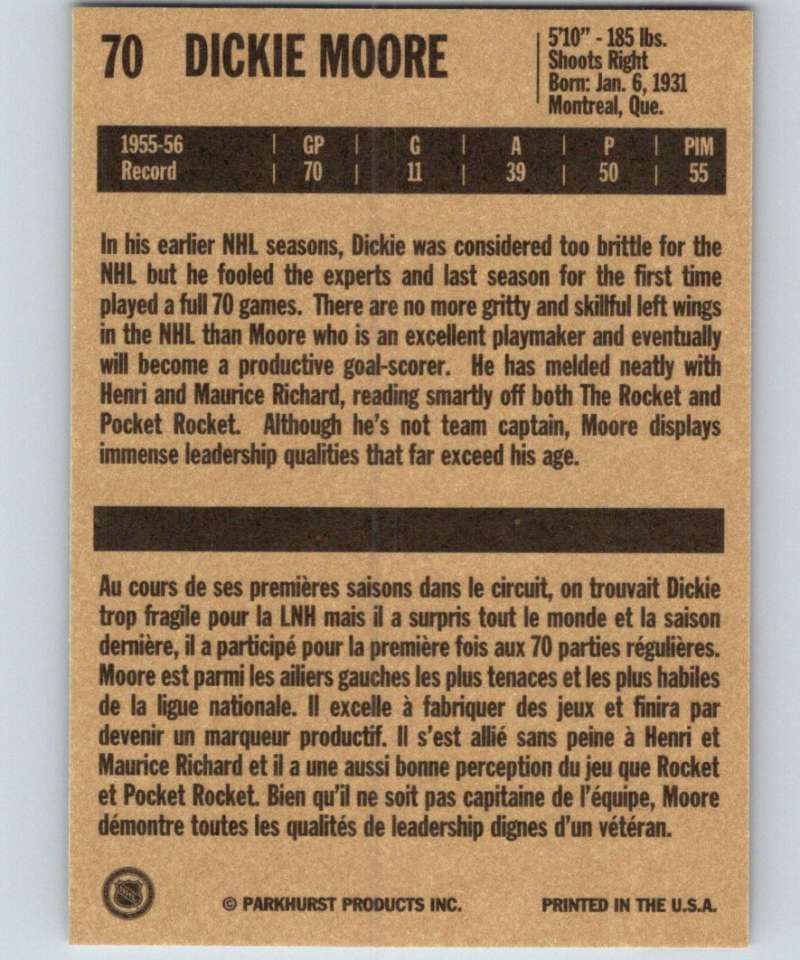 70 DICKIE MOORE
5'10" - 185 lbs.
Shoots Right
Born: Jan. 6, 1931
Montreal, Que.
1955-56 | GP | G | A | P | PIM
Record | 70 | 11 | 39 | 50 | 55
In his earlier NHL seasons, Dickie was considered too brittle for the
NHL but he fooled the experts and last season for the first time
played a full 70 games. There are no more gritty and skillful left wings
in the NHL than Moore who is an excellent playmaker and eventually
will become a productive goal-scorer. He has melded neatly with
Henri and Maurice Richard, reading smartly off both The Rocket and
Pocket Rocket. Although he's not team captain, Moore displays
immense leadership qualities that far exceed his age.
Au cours de ses premières saisons dans le circuit, on trouvait Dickie
trop fragile pour la LNH mais il a surpris tout le monde et la saison
dernière, il a participé pour la première fois aux 70 parties régulières.
Moore est parmi les ailiers gauches les plus tenaces et les plus habiles
de la ligue nationale. Il excelle à fabriquer des jeux et finira par
devenir un marqueur productif. Il s'est allié sans peine à Henri et
Maurice Richard et il a une aussi bonne perception du jeu que Rocket
et Pocket Rocket. Bien qu'il ne soit pas capitaine de l'équipe, Moore
démontre toutes les qualités de leadership dignes d'un vétéran.
NHL
© PARKHURST PRODUCTS INC.
PRINTED IN THE U.S.A.